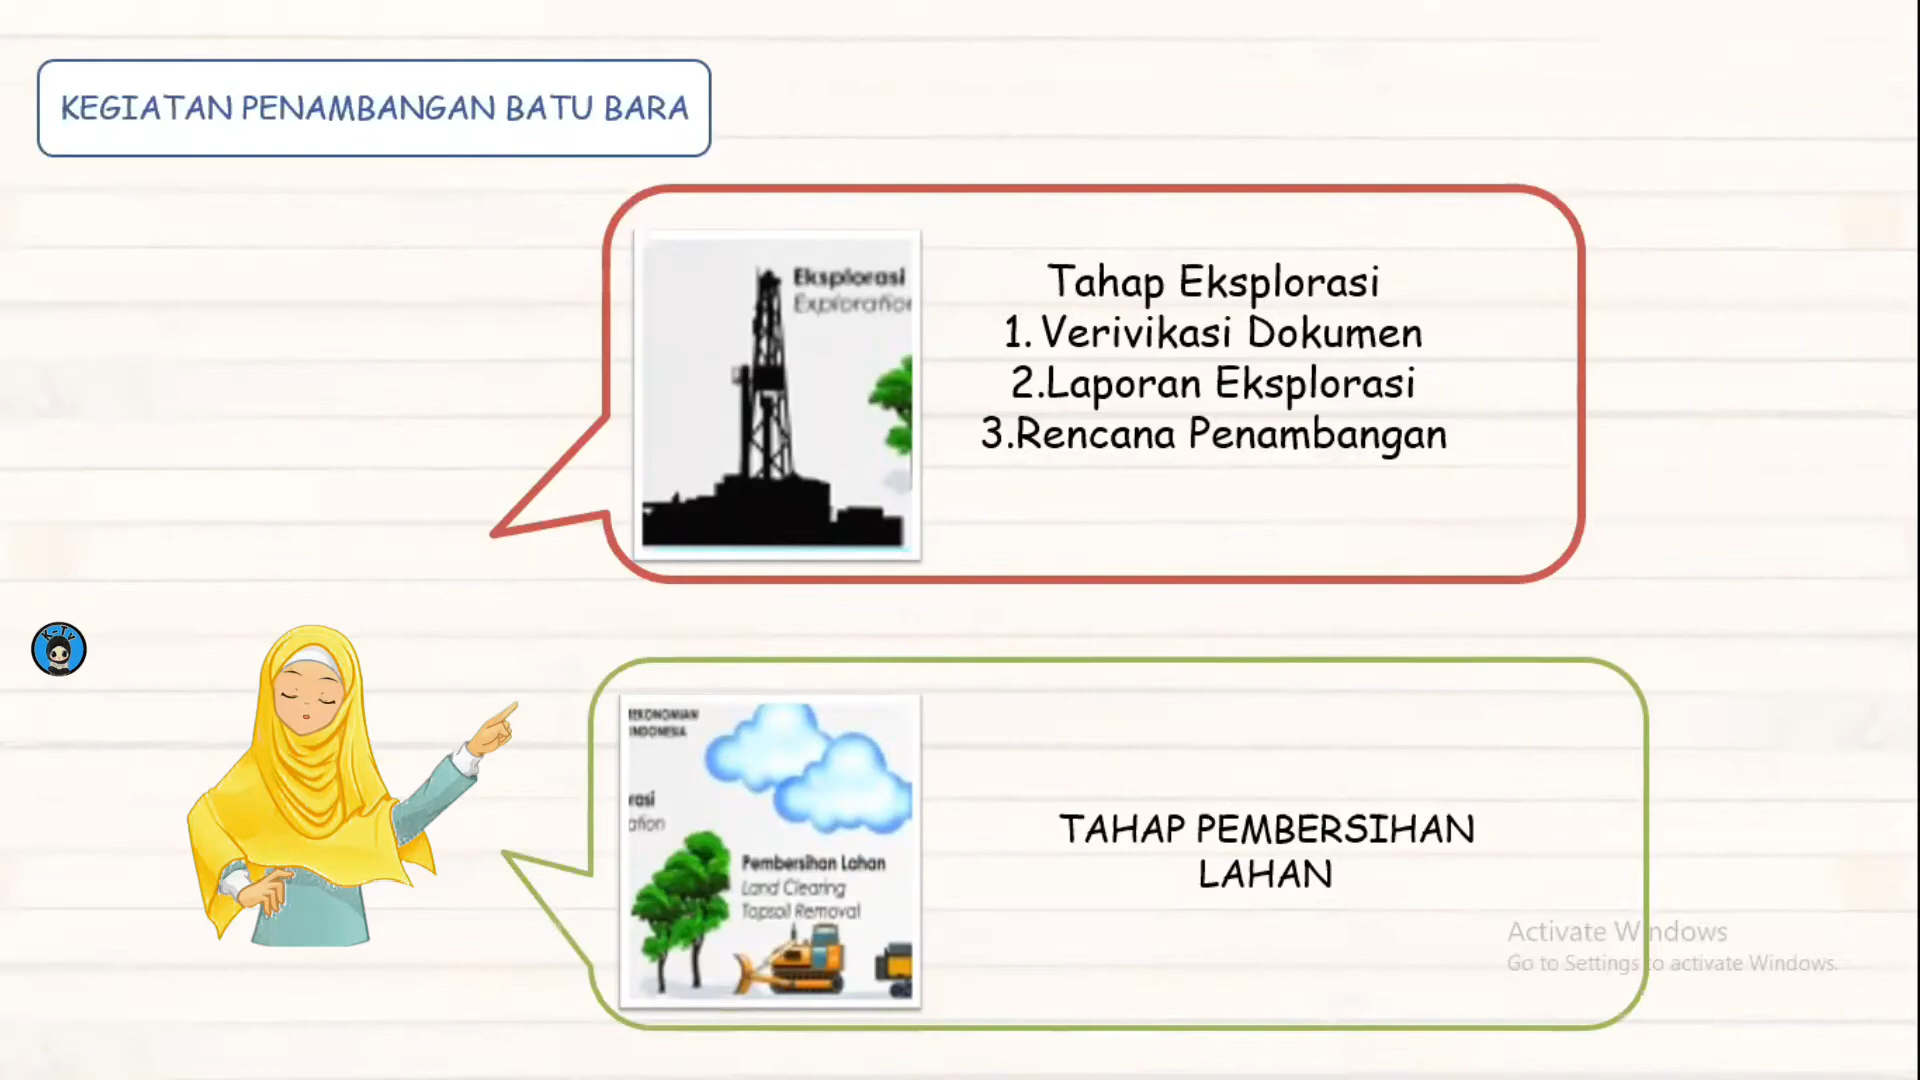 KEGIATAN PENAMBANGAN BATU BARA
Eksplorasi
Exploration
Tahap Eksplorasi
1. Verivikasi Dokumen
2.Laporan Eksplorasi
3.Rencana Penambangan
K-TV
EKONOMIAN
INDONESIA
rasi
ation
Pembersihan Lahan
Land Clearing
Topsoil Removal
TAHAP PEMBERSIHAN
LAHAN
Activate Windows
Go to Settings to activate Windows.